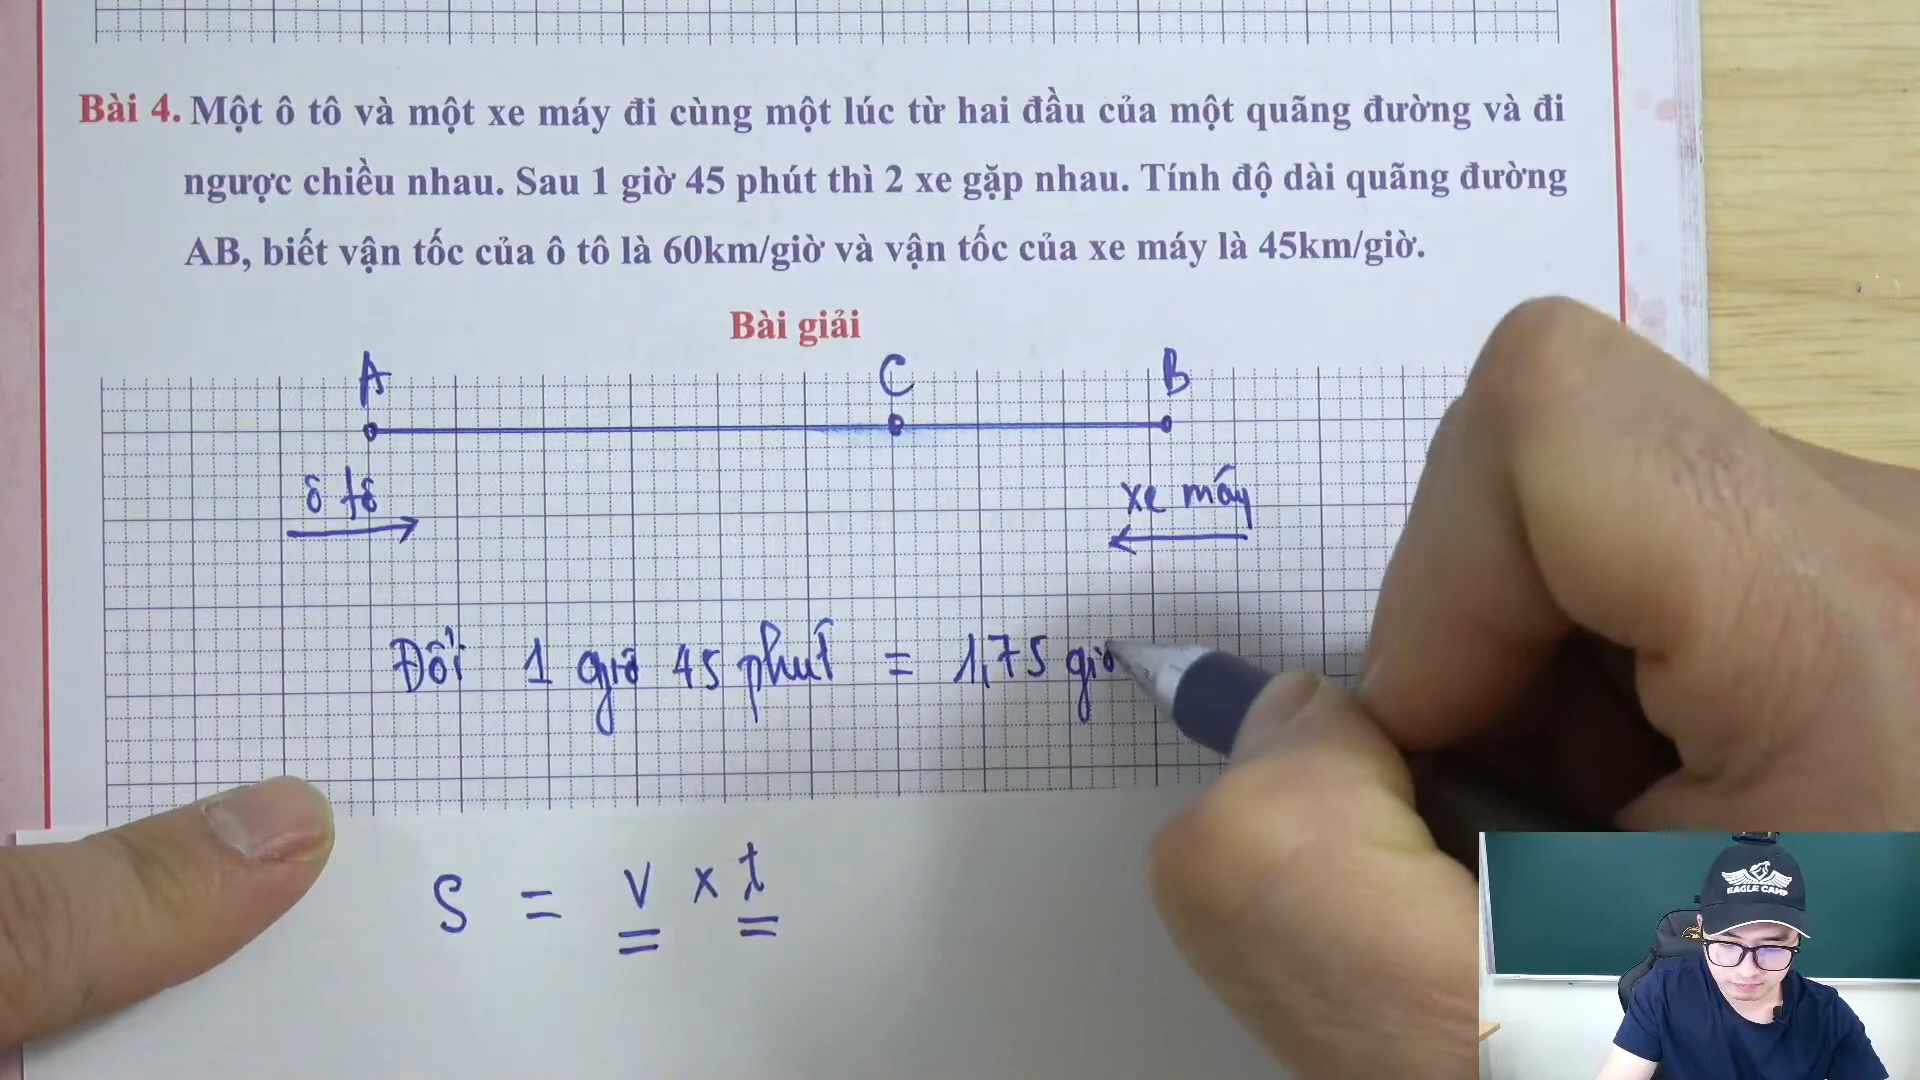 Bài 4. Một ô tô và một xe máy đi cùng một lúc từ hai đầu của một quãng đường và đi
ngược chiều nhau. Sau 1 giờ 45 phút thì 2 xe gặp nhau. Tính độ dài quãng đường
AB, biết vận tốc của ô tô là 60km/giờ và vận tốc của xe máy là 45km/giờ.
Bài giải
A C B
ô tô xe máy
Đổi 1 giờ 45 phút = 1,75 giờ
S = v x t
EAGLE CAMP